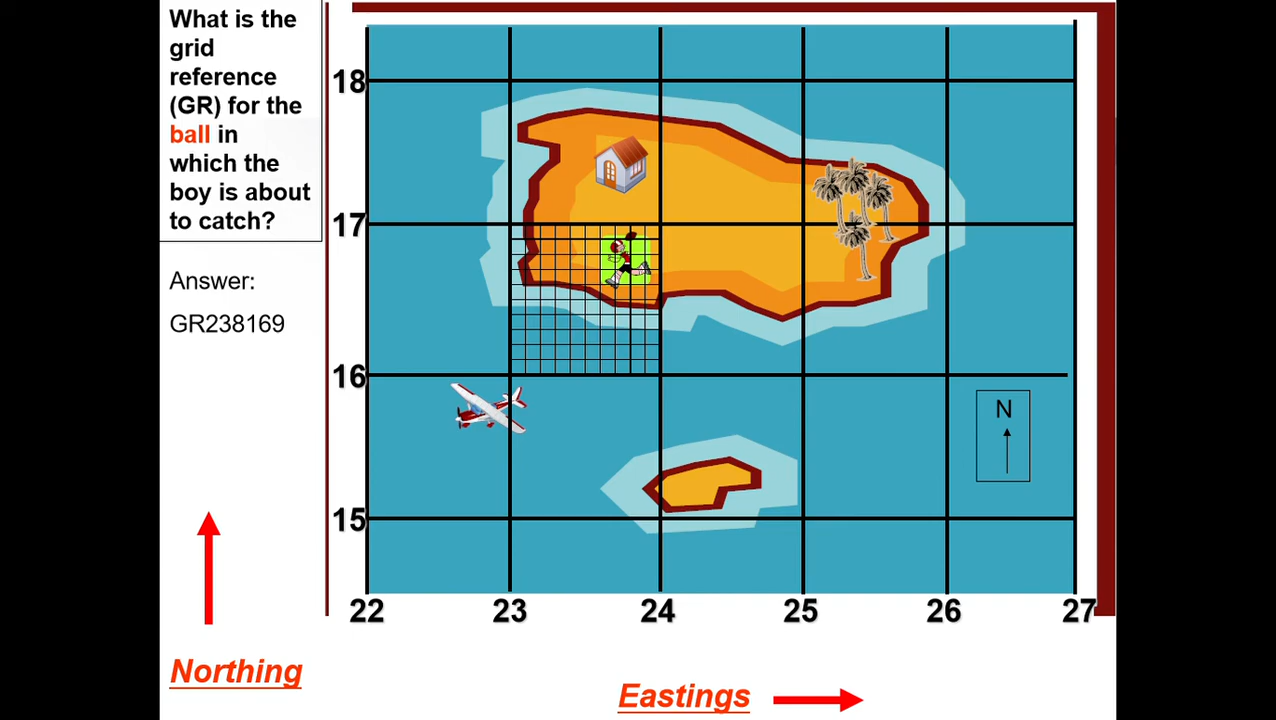 What is the
grid
reference
(GR) for the
ball in
which the
boy is about
to catch?
Answer:
GR238169
18
17
16
15
N
22 23 24 25 26 27
Northing
Eastings